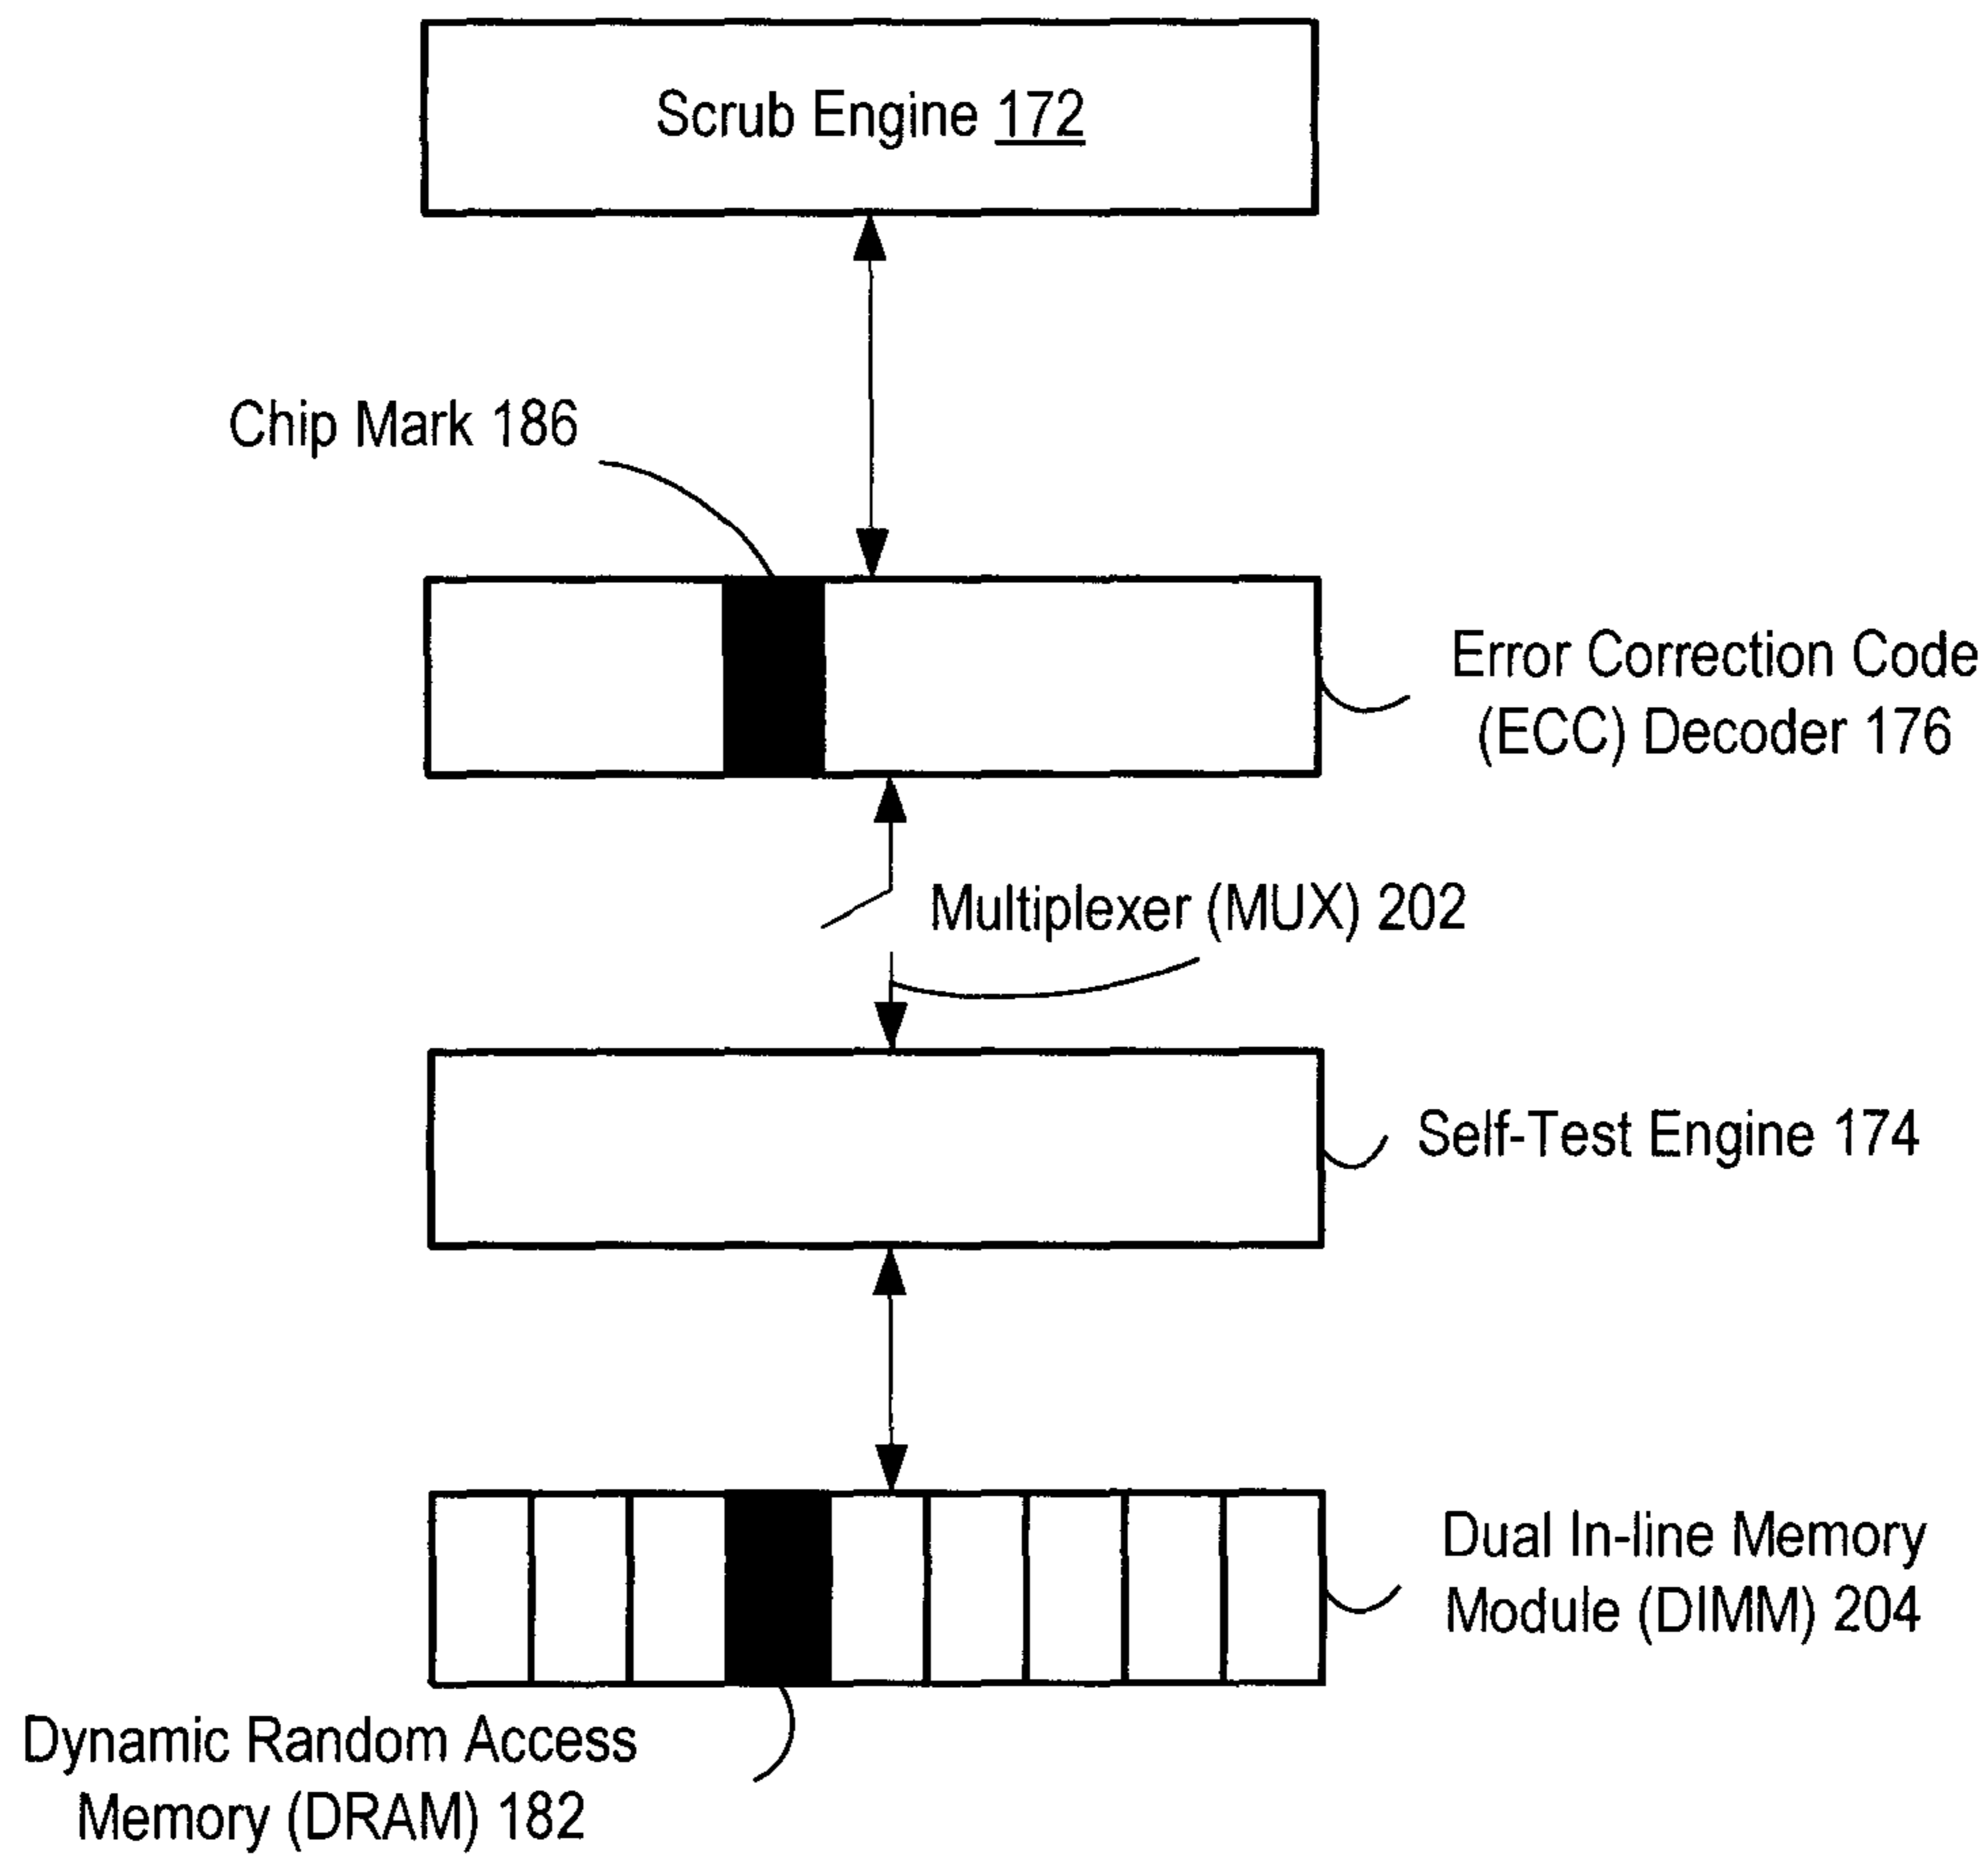 Scrub Engine 172
Chip Mark 186
Error Correction Code
(ECC) Decoder 176
Multiplexer (MUX) 202
Self-Test Engine 174
Dual In-line Memory
Module (DIMM) 204
Dynamic Random Access
Memory (DRAM) 182